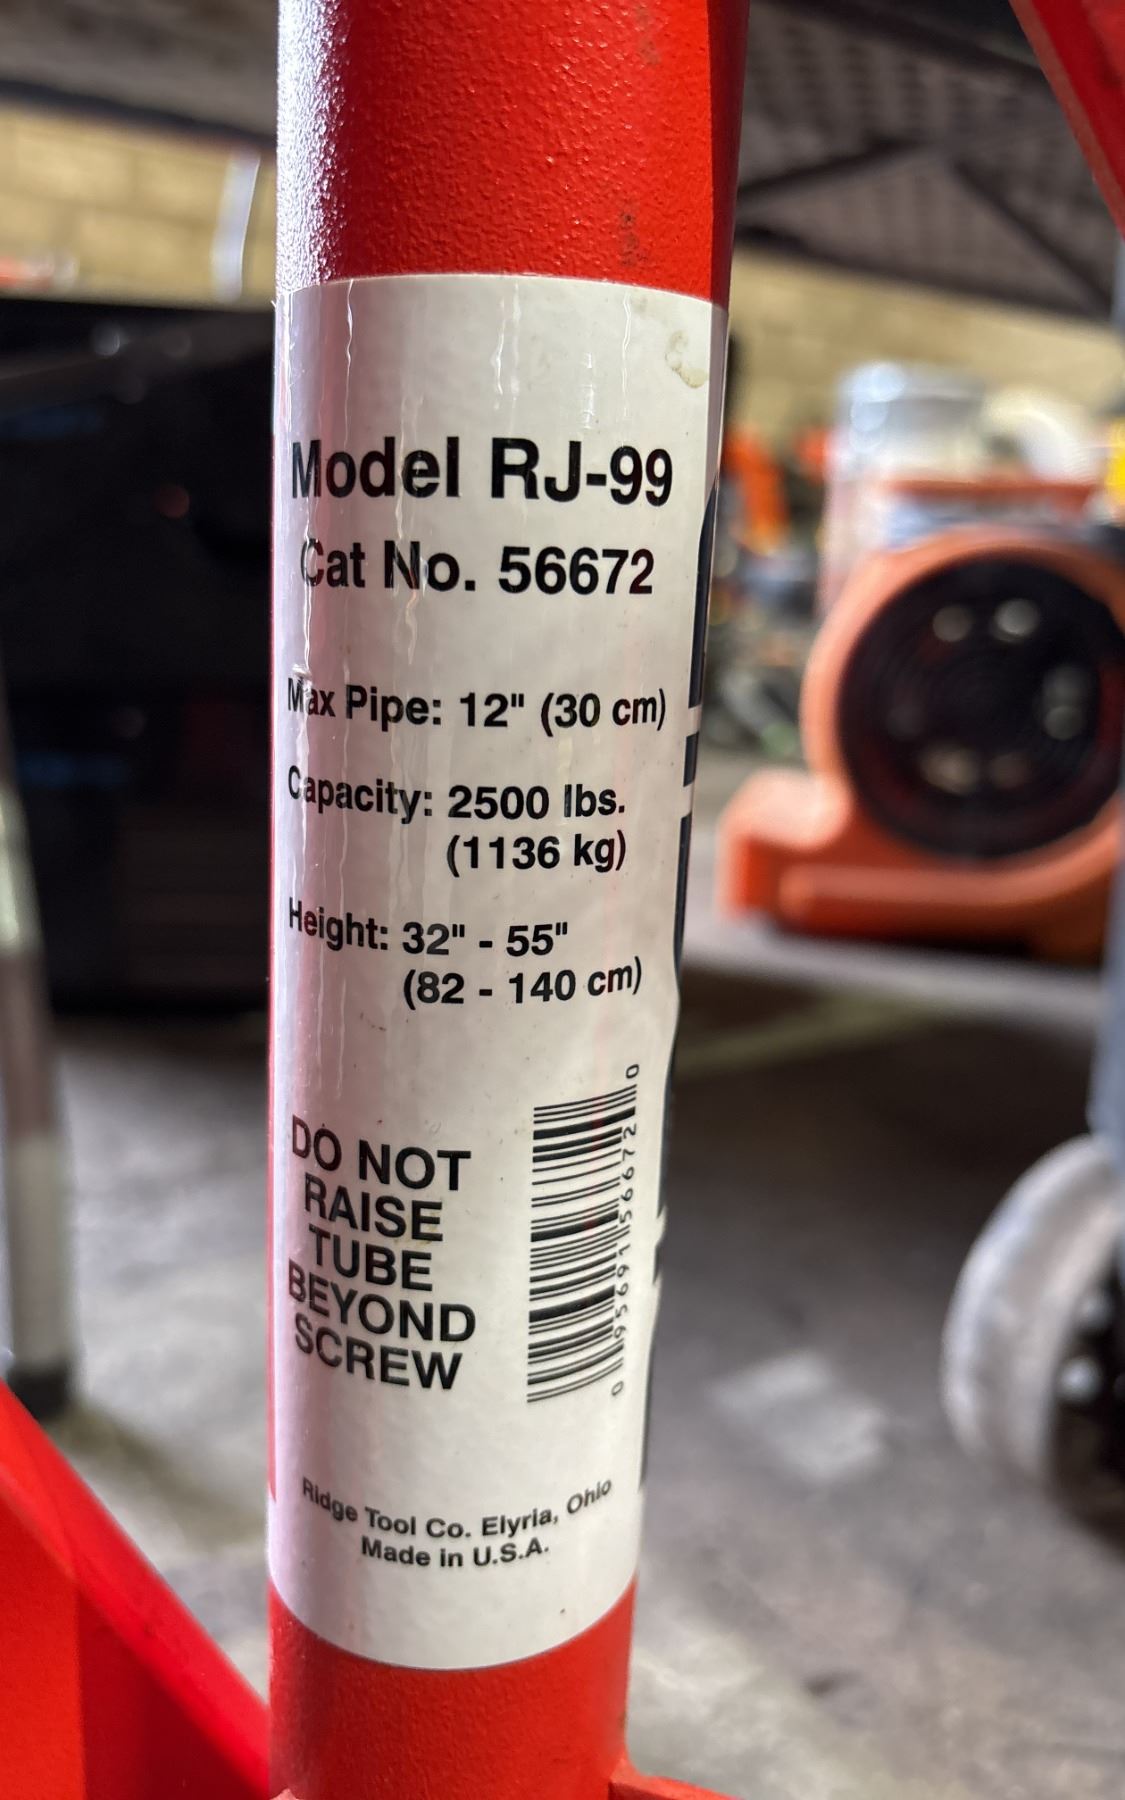 Model RJ-99
Cat No. 56672
Max Pipe: 12" (30 cm)
Capacity: 2500 lbs.
(1136 kg)
Height: 32" - 55"
(82 - 140 cm)
DO NOT
RAISE
TUBE
BEYOND
SCREW
0 95691 56672 0
Ridge Tool Co. Elyria, Ohio
Made in U.S.A.